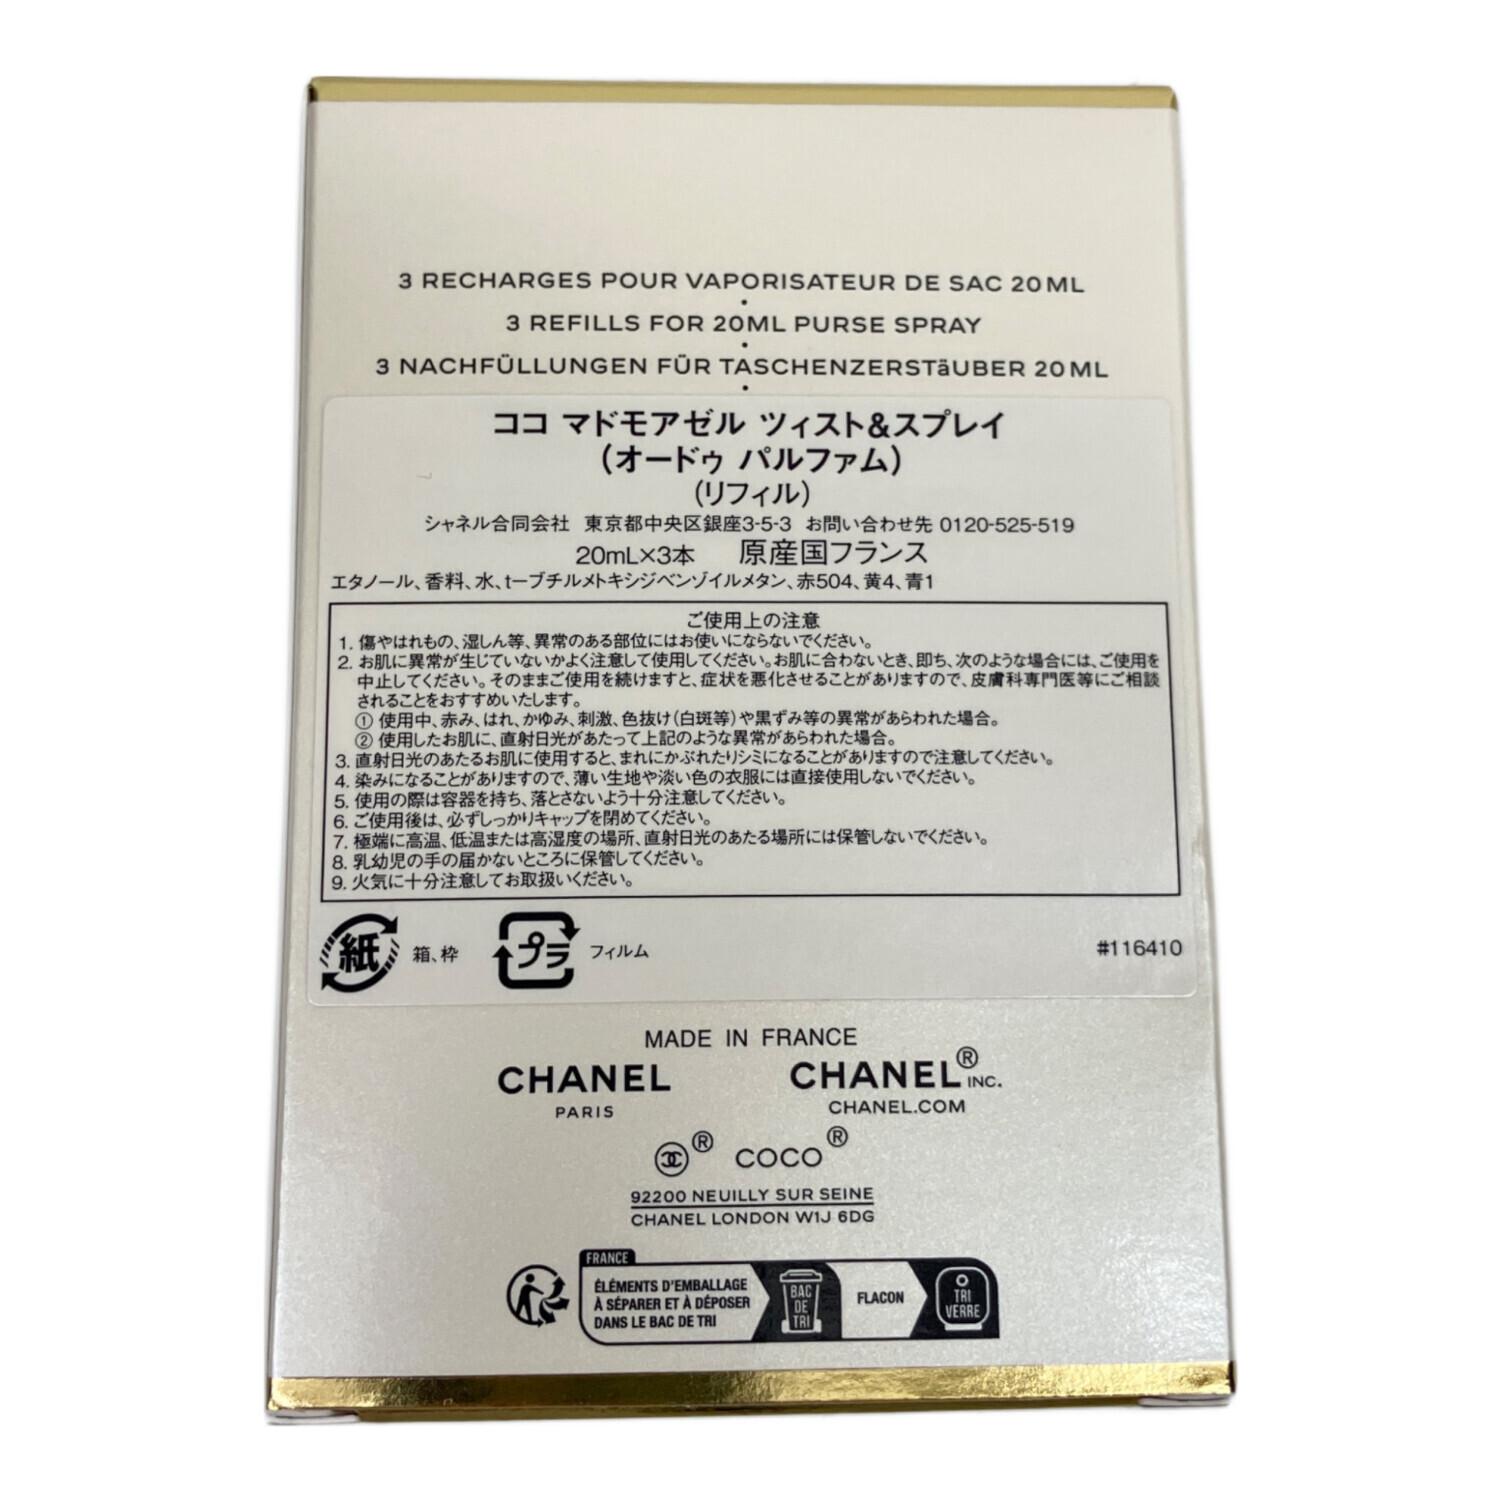 3 RECHARGES POUR VAPORISATEUR DE SAC 20ML
3 REFILLS FOR 20ML PURSE SPRAY
3 NACHFÜLLUNGEN FÜR TASCHENZERSTäUBER 20ML
ココ マドモアゼル ツィスト&スプレイ
(オードゥ パルファム)
(リフィル)
シャネル合同会社 東京都中央区銀座3-5-3 お問い合わせ先 0120-525-519
20mL×3本 原産国フランス
エタノール、香料、水、t-ブチルメトキシジベンゾイルメタン、赤504、黄4、青1
ご使用上の注意
1. 傷やはれもの、湿しん等、異常のある部位にはお使いにならないでください。
2. お肌に異常が生じていないかよく注意して使用してください。お肌に合わないとき、即ち、次のような場合には、ご使用を
中止してください。そのままご使用を続けますと、症状を悪化させることがありますので、皮膚科専門医等にご相談
されることをおすすめいたします。
① 使用中、赤み、はれ、かゆみ、刺激、色抜け(白斑等)や黒ずみ等の異常があらわれた場合。
② 使用したお肌に、直射日光があたって上記のような異常があらわれた場合。
3. 直射日光のあたるお肌に使用すると、まれにかぶれたりシミになることがありますので注意してください。
4. 染みになることがありますので、薄い生地や淡い色の衣服には直接使用しないでください。
5. 使用の際は容器を持ち、落とさないよう十分注意してください。
6. ご使用後は、必ずしっかりキャップを閉めてください。
7. 極端に高温、低温または高湿度の場所、直射日光のあたる場所には保管しないでください。
8. 乳幼児の手の届かないところに保管してください。
9. 火気に十分注意してお取扱いください。
紙 箱、枠 プラ フィルム #116410
MADE IN FRANCE
CHANEL CHANEL® INC.
PARIS CHANEL.COM
® COCO®
92200 NEUILLY SUR SEINE
CHANEL LONDON W1J 6DG
FRANCE
ÉLÉMENTS D'EMBALLAGE
À SÉPARER ET À DÉPOSER
DANS LE BAC DE TRI
BAC
DE
TRI
FLACON
TRI
VERRE